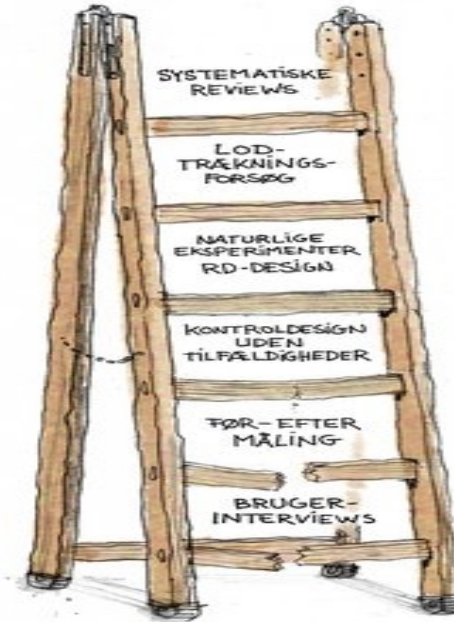 SYSTEMATISKE
REVIEWS
LOD-
TRÆKNINGS-
FORSØG
NATURLIGE
EKSPERIMENTER
RD-DESIGN
KONTROLDESIGN
UDEN
TILFÆLDIGHEDER
FØR-EFTER
MÅLING
BRUGER-
INTERVIEWS